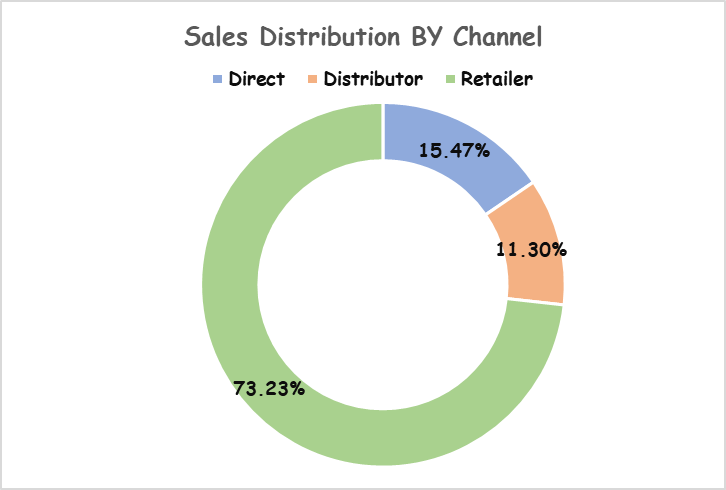 Sales Distribution BY Channel
Direct Distributor Retailer
15.47%
11.30%
73.23%